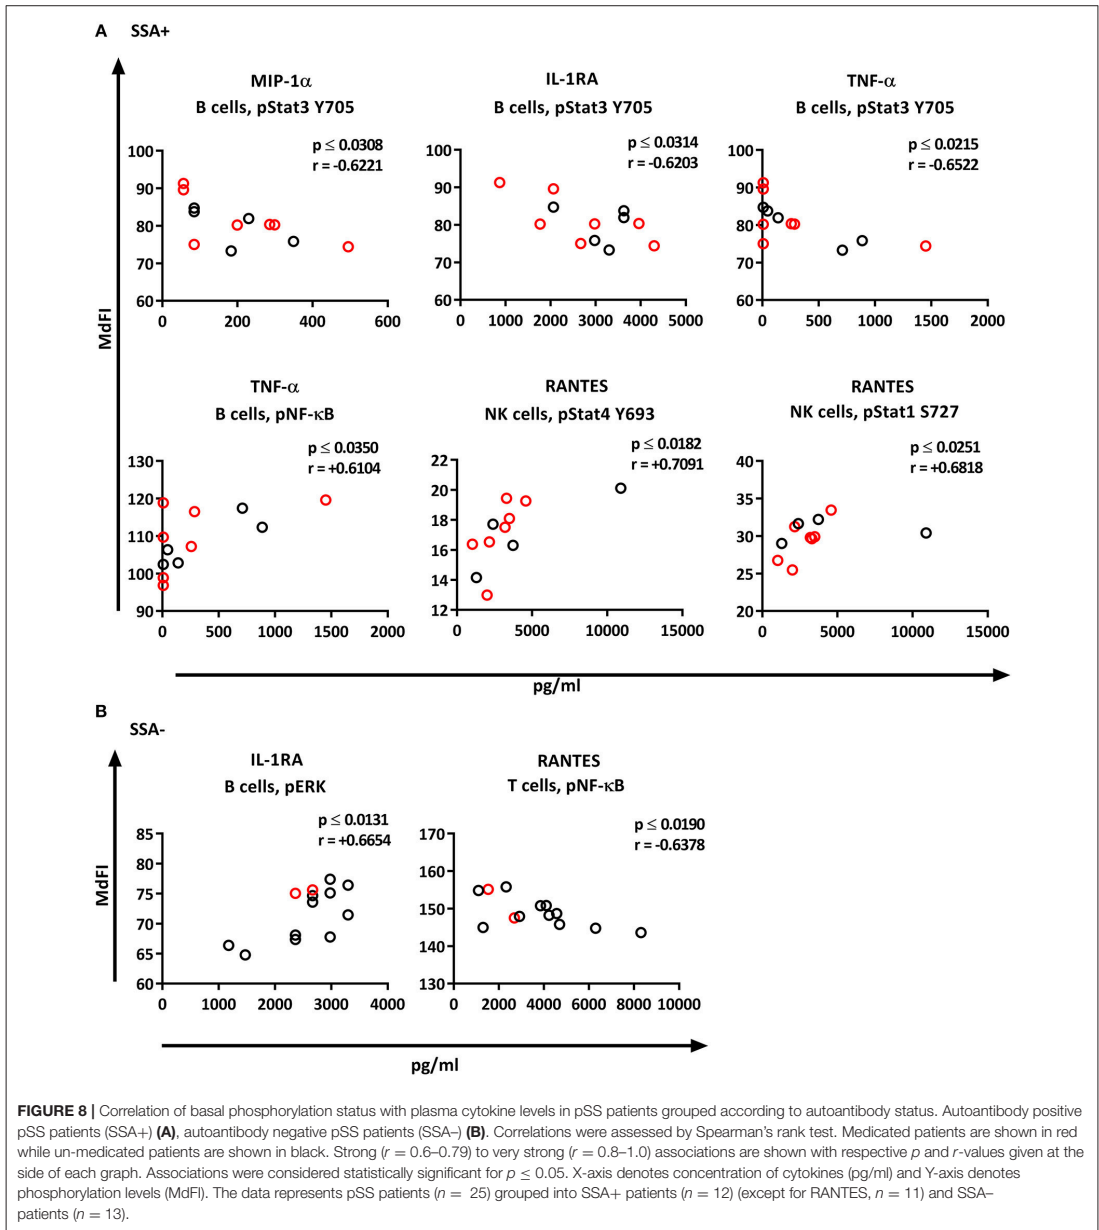 A SSA+
MIP-1α
B cells, pStat3 Y705
p ≤ 0.0308
r = -0.6221
100
90
80
70
60
0 200 400 600
IL-1RA
B cells, pStat3 Y705
p ≤ 0.0314
r = -0.6203
100
90
80
70
60
0 1000 2000 3000 4000 5000
TNF-α
B cells, pStat3 Y705
p ≤ 0.0215
r = -0.6522
100
90
80
70
60
0 500 1000 1500 2000
MdFI
TNF-α
B cells, pNF-κB
p ≤ 0.0350
r = +0.6104
130
120
110
100
90
0 500 1000 1500 2000
RANTES
NK cells, pStat4 Y693
p ≤ 0.0182
r = +0.7091
22
20
18
16
14
12
0 5000 10000 15000
RANTES
NK cells, pStat1 S727
p ≤ 0.0251
r = +0.6818
40
35
30
25
20
0 5000 10000 15000
pg/ml
B SSA-
IL-1RA
B cells, pERK
p ≤ 0.0131
r = +0.6654
85
80
75
70
65
60
0 1000 2000 3000 4000
MdFI
RANTES
T cells, pNF-κB
p ≤ 0.0190
r = -0.6378
170
160
150
140
130
0 2000 4000 6000 8000 10000
pg/ml
FIGURE 8 | Correlation of basal phosphorylation status with plasma cytokine levels in pSS patients grouped according to autoantibody status. Autoantibody positive
pSS patients (SSA+) (A), autoantibody negative pSS patients (SSA–) (B). Correlations were assessed by Spearman's rank test. Medicated patients are shown in red
while un-medicated patients are shown in black. Strong (r = 0.6–0.79) to very strong (r = 0.8–1.0) associations are shown with respective p and r-values given at the
side of each graph. Associations were considered statistically significant for p ≤ 0.05. X-axis denotes concentration of cytokines (pg/ml) and Y-axis denotes
phosphorylation levels (MdFI). The data represents pSS patients (n = 25) grouped into SSA+ patients (n = 12) (except for RANTES, n = 11) and SSA–
patients (n = 13).